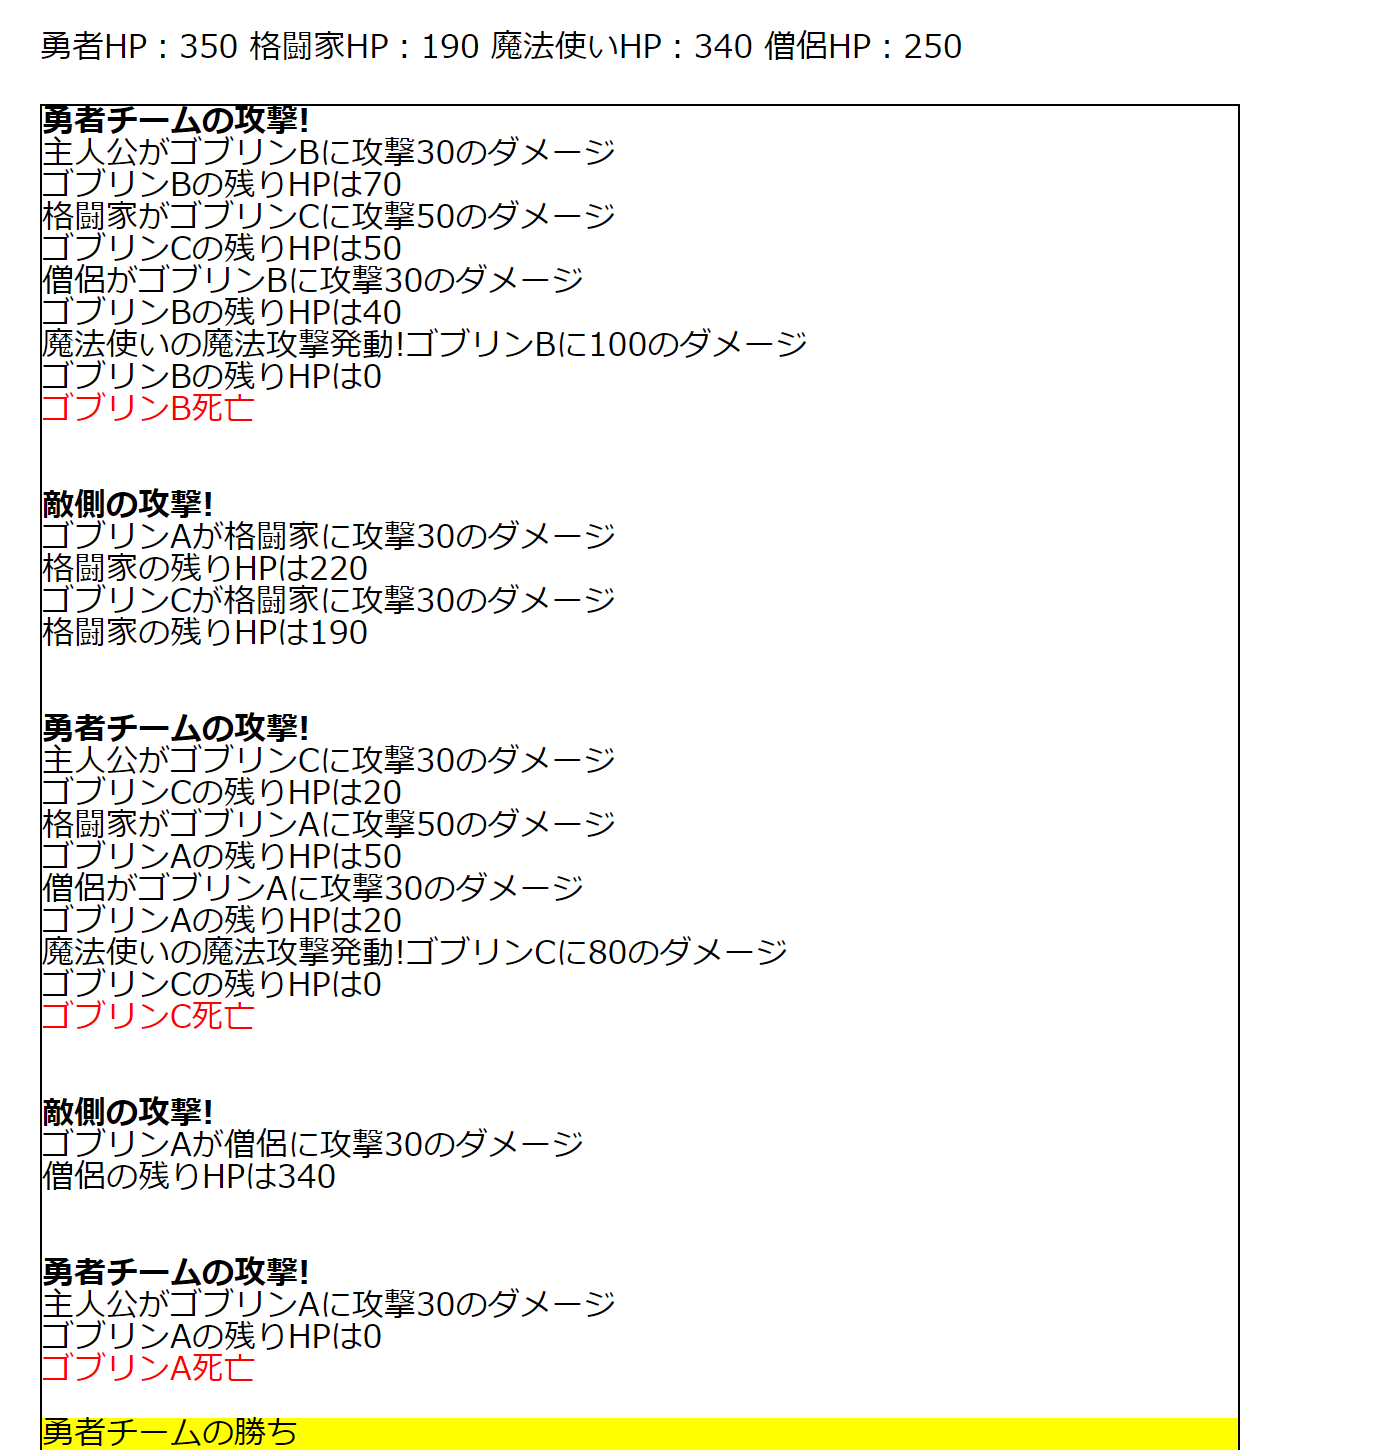 勇者HP：350 格闘家HP：190 魔法使いHP：340 僧侶HP：250
勇者チームの攻撃!
主人公がゴブリンBに攻撃30のダメージ
ゴブリンBの残りHPは70
格闘家がゴブリンCに攻撃50のダメージ
ゴブリンCの残りHPは50
僧侶がゴブリンBに攻撃30のダメージ
ゴブリンBの残りHPは40
魔法使いの魔法攻撃発動!ゴブリンBに100のダメージ
ゴブリンBの残りHPは0
ゴブリンB死亡
敵側の攻撃!
ゴブリンAが格闘家に攻撃30のダメージ
格闘家の残りHPは220
ゴブリンCが格闘家に攻撃30のダメージ
格闘家の残りHPは190
勇者チームの攻撃!
主人公がゴブリンCに攻撃30のダメージ
ゴブリンCの残りHPは20
格闘家がゴブリンAに攻撃50のダメージ
ゴブリンAの残りHPは50
僧侶がゴブリンAに攻撃30のダメージ
ゴブリンAの残りHPは20
魔法使いの魔法攻撃発動!ゴブリンCに80のダメージ
ゴブリンCの残りHPは0
ゴブリンC死亡
敵側の攻撃!
ゴブリンAが僧侶に攻撃30のダメージ
僧侶の残りHPは340
勇者チームの攻撃!
主人公がゴブリンAに攻撃30のダメージ
ゴブリンAの残りHPは0
ゴブリンA死亡
勇者チームの勝ち